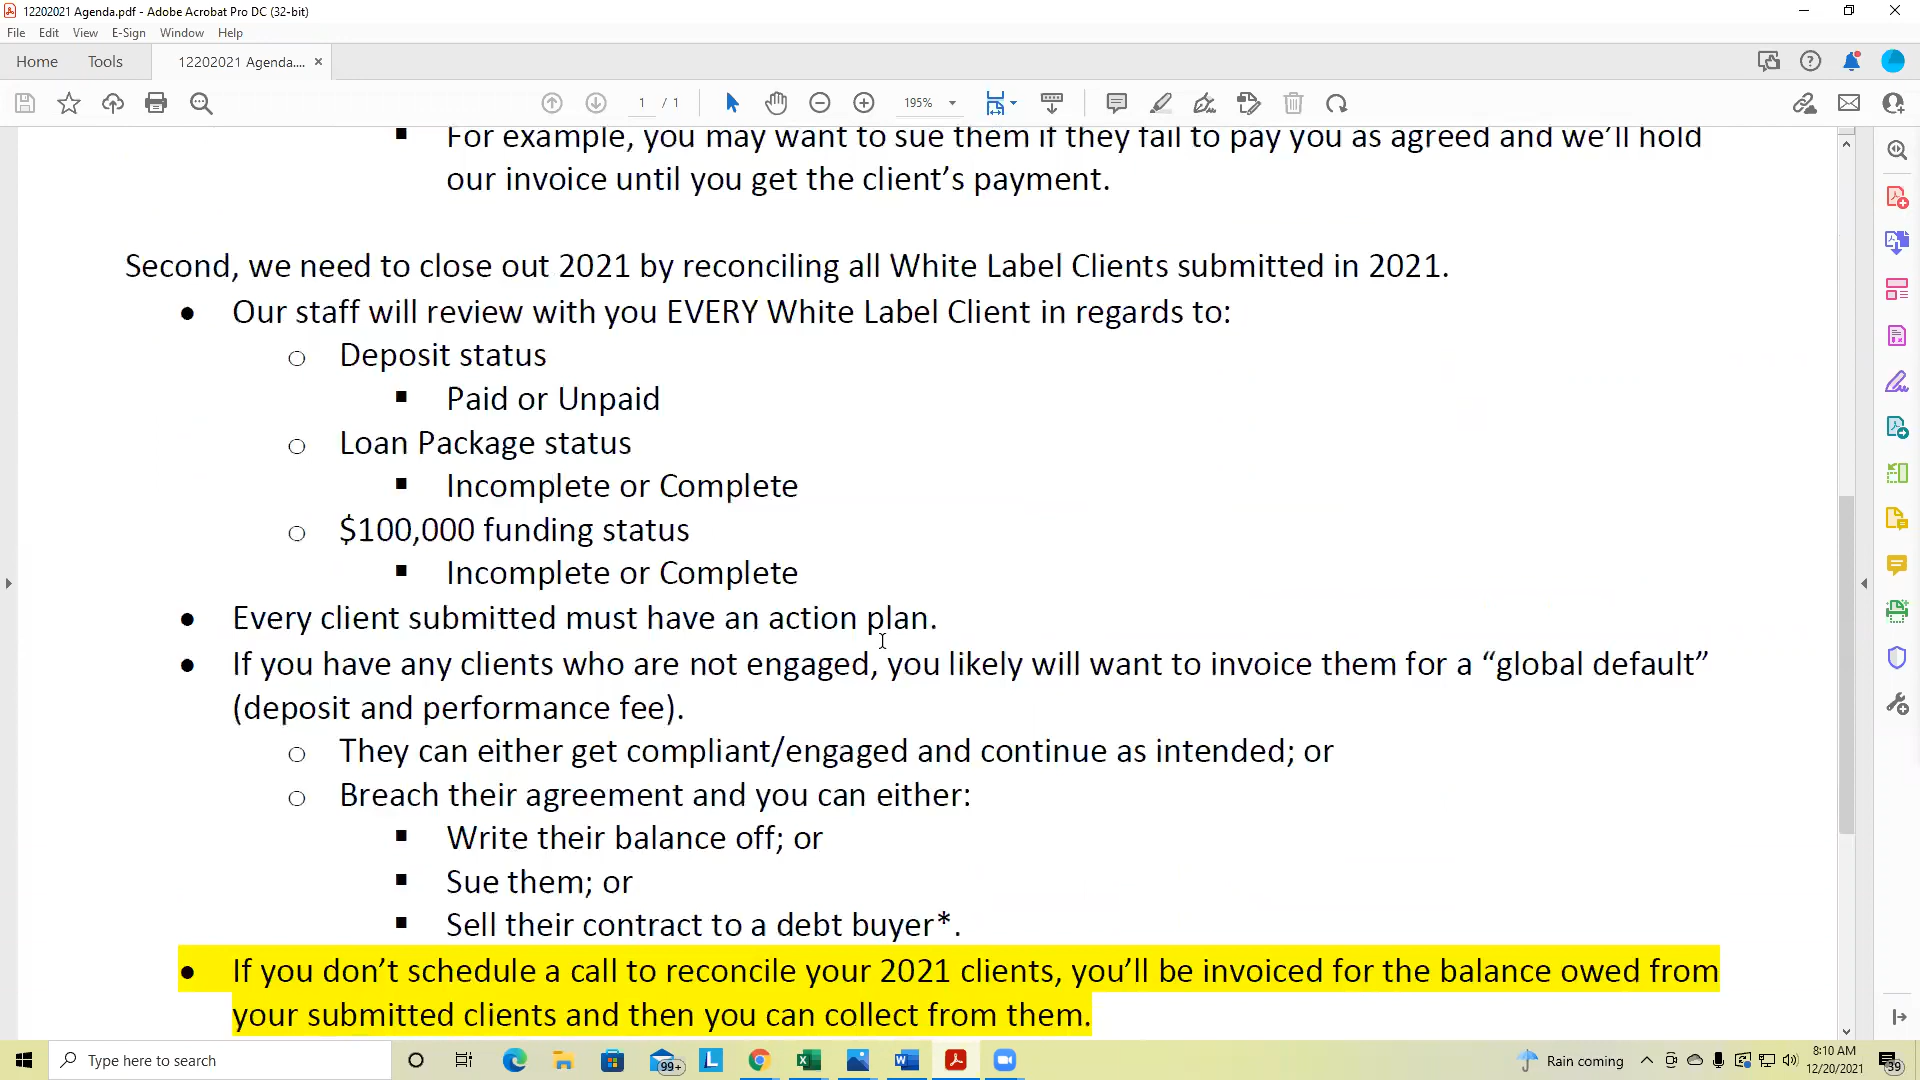 12202021 Agenda.pdf - Adobe Acrobat Pro DC (32-bit)
File Edit View E-Sign Window Help
Home Tools 12202021 Agenda.... ×
1 / 1 195%
▪ For example, you may want to sue them if they fail to pay you as agreed and we’ll hold
our invoice until you get the client’s payment.
Second, we need to close out 2021 by reconciling all White Label Clients submitted in 2021.
● Our staff will review with you EVERY White Label Client in regards to:
○ Deposit status
▪ Paid or Unpaid
○ Loan Package status
▪ Incomplete or Complete
○ $100,000 funding status
▪ Incomplete or Complete
● Every client submitted must have an action plan.
● If you have any clients who are not engaged, you likely will want to invoice them for a “global default”
(deposit and performance fee).
○ They can either get compliant/engaged and continue as intended; or
○ Breach their agreement and you can either:
▪ Write their balance off; or
▪ Sue them; or
▪ Sell their contract to a debt buyer*.
● If you don’t schedule a call to reconcile your 2021 clients, you’ll be invoiced for the balance owed from
your submitted clients and then you can collect from them.
Type here to search 99+ L Rain coming 8:10 AM
12/20/2021 39